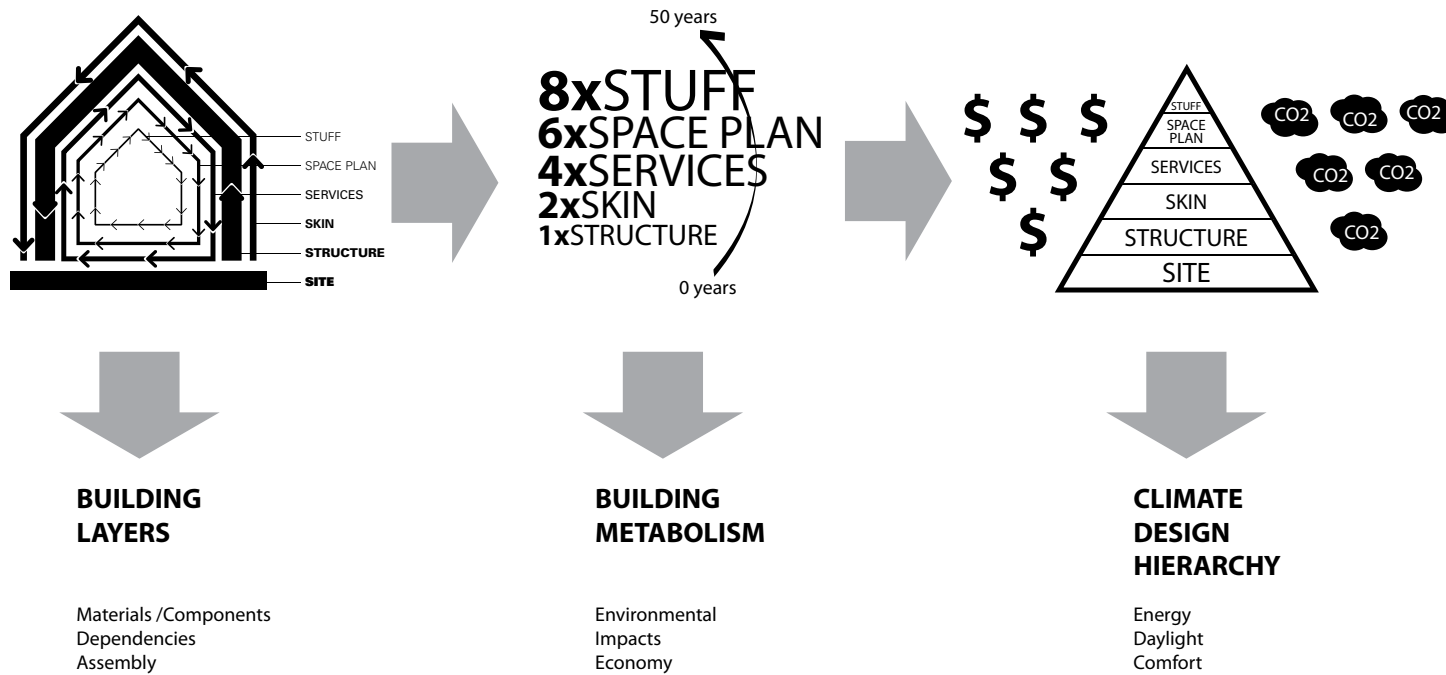 STUFF
SPACE PLAN
SERVICES
SKIN
STRUCTURE
SITE
50 years
8xSTUFF
6xSPACE PLAN
4xSERVICES
2xSKIN
1xSTRUCTURE
0 years
$ $ $
$ $
$
STUFF
SPACE
PLAN
SERVICES
SKIN
STRUCTURE
SITE
CO2 CO2 CO2
CO2 CO2
CO2
BUILDING
LAYERS
Materials /Components
Dependencies
Assembly
BUILDING
METABOLISM
Environmental
Impacts
Economy
CLIMATE
DESIGN
HIERARCHY
Energy
Daylight
Comfort